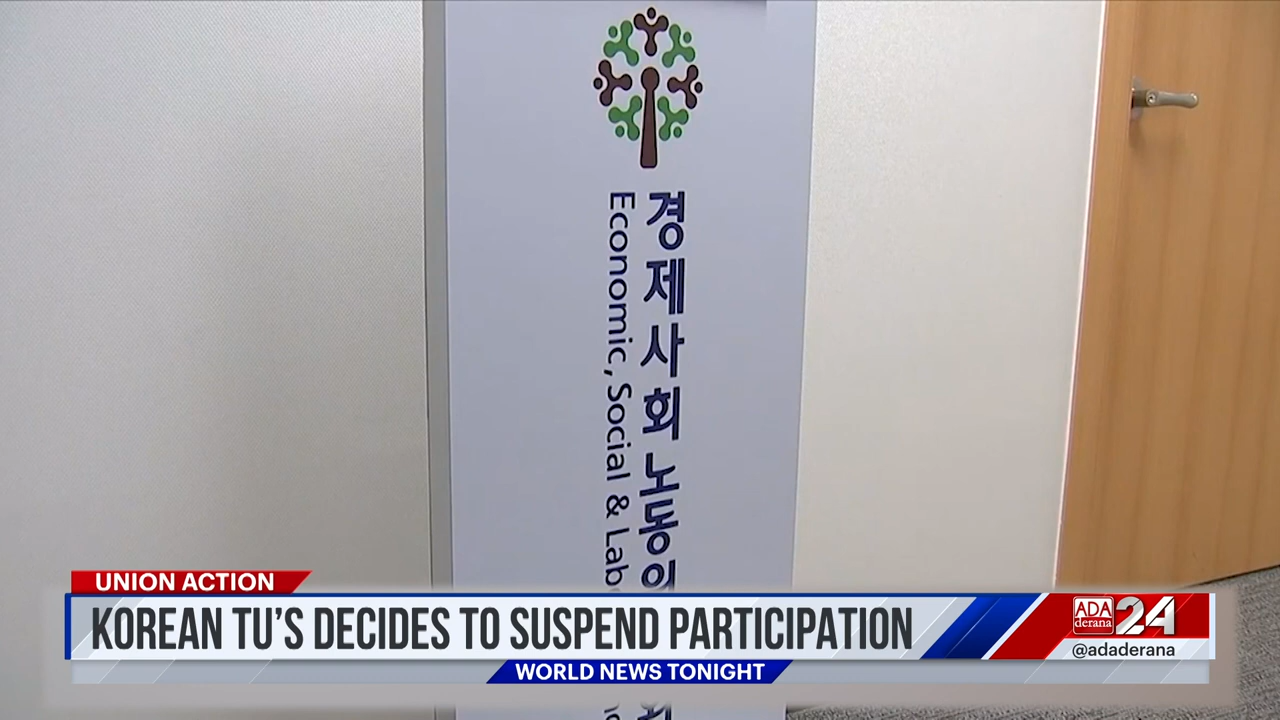 경제사회노동위
Economic, Social & Lab
UNION ACTION
KOREAN TU'S DECIDES TO SUSPEND PARTICIPATION
ADA
derana
24
@adaderana
WORLD NEWS TONIGHT